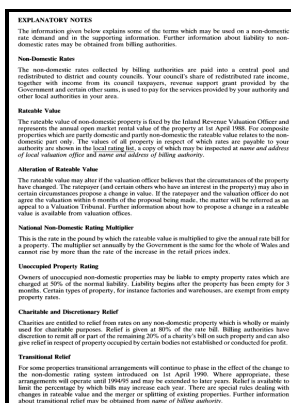 EXPLANATORY NOTES
The information given below explains some of the terms which may be used on a non-domestic
rate demand and in the supporting information. Further information about liability to non-
domestic rates may be obtained from billing authorities.
Non-Domestic Rates
The non-domestic rates collected by billing authorities are paid into a central pool and
redistributed to district and county councils. Your council's share of redistributed rate income,
together with income from its council taxpayers, revenue support grant provided by the
Government and certain other sums, is used to pay for the services provided by your authority and
other local authorities in your area.
Rateable Value
The rateable value of non-domestic property is fixed by the Inland Revenue Valuation Officer and
represents the annual open market rental value of the property at 1st April 1988. For composite
properties which are partly domestic and partly non-domestic the rateable value relates to the non-
domestic part only. The values of all property in respect of which rates are payable to your
authority are shown in the local rating list, a copy of which may be inspected at name and address
of local valuation office and name and address of billing authority.
Alteration of Rateable Value
The rateable value may alter if the valuation officer believes that the circumstances of the property
have changed. The ratepayer (and certain others who have an interest in the property) may also in
certain circumstances propose a change in value. If the ratepayer and the valuation officer do not
agree the valuation within 6 months of the proposal being made, the matter will be referred as an
appeal to a Valuation Tribunal. Further information about how to propose a change in a rateable
value is available from valuation offices.
National Non-Domestic Rating Multiplier
This is the rate in the pound by which the rateable value is multiplied to give the annual rate bill for
a property. The multiplier set annually by the Government is the same for the whole of Wales and
cannot rise by more than the rate of the increase in the retail prices index.
Unoccupied Property Rating
Owners of unoccupied non-domestic properties may be liable to empty property rates which are
charged at 50% of the normal liability. Liability begins after the property has been empty for 3
months. Certain types of property, for instance factories and warehouses, are exempt from empty
property rates.
Charitable and Discretionary Relief
Charities are entitled to relief from rates on any non-domestic property which is wholly or mainly
used for charitable purposes. Relief is given at 80% of the rate bill. Billing authorities have
discretion to remit all or part of the remaining 20% of a charity's bill on such property and can also
give relief in respect of property occupied by certain bodies not established or conducted for profit.
Transitional Relief
For some properties transitional arrangements will continue to phase in the effect of the change to
the non-domestic rating system introduced on 1st April 1990. Where appropriate, these
arrangements will operate until 1994/95 and may be extended to later years. Relief is available to
limit the percentage by which bills may increase each year. There are special rules dealing with
changes in rateable value and the merger or splitting of existing properties. Further information
about transitional relief may be obtained from name of billing authority.